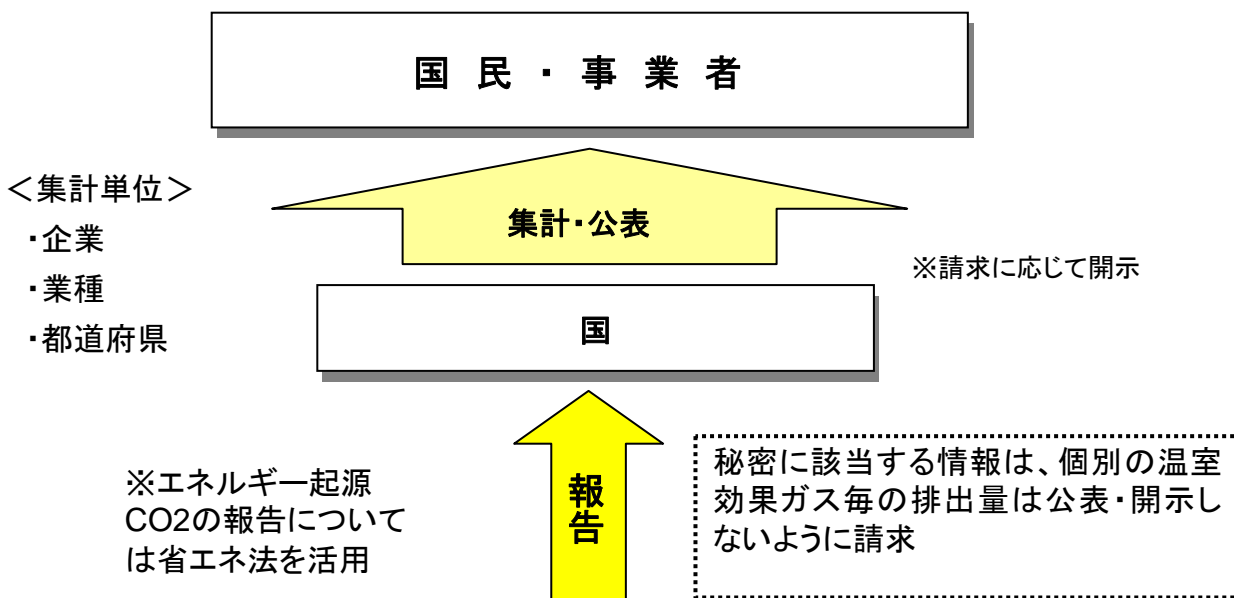 国民・事業者
＜集計単位＞
・企業
・業種
・都道府県
集計・公表
※請求に応じて開示
国
※エネルギー起源
CO2の報告について
は省エネ法を活用
報告
秘密に該当する情報は、個別の温室
効果ガス毎の排出量は公表・開示し
ないように請求